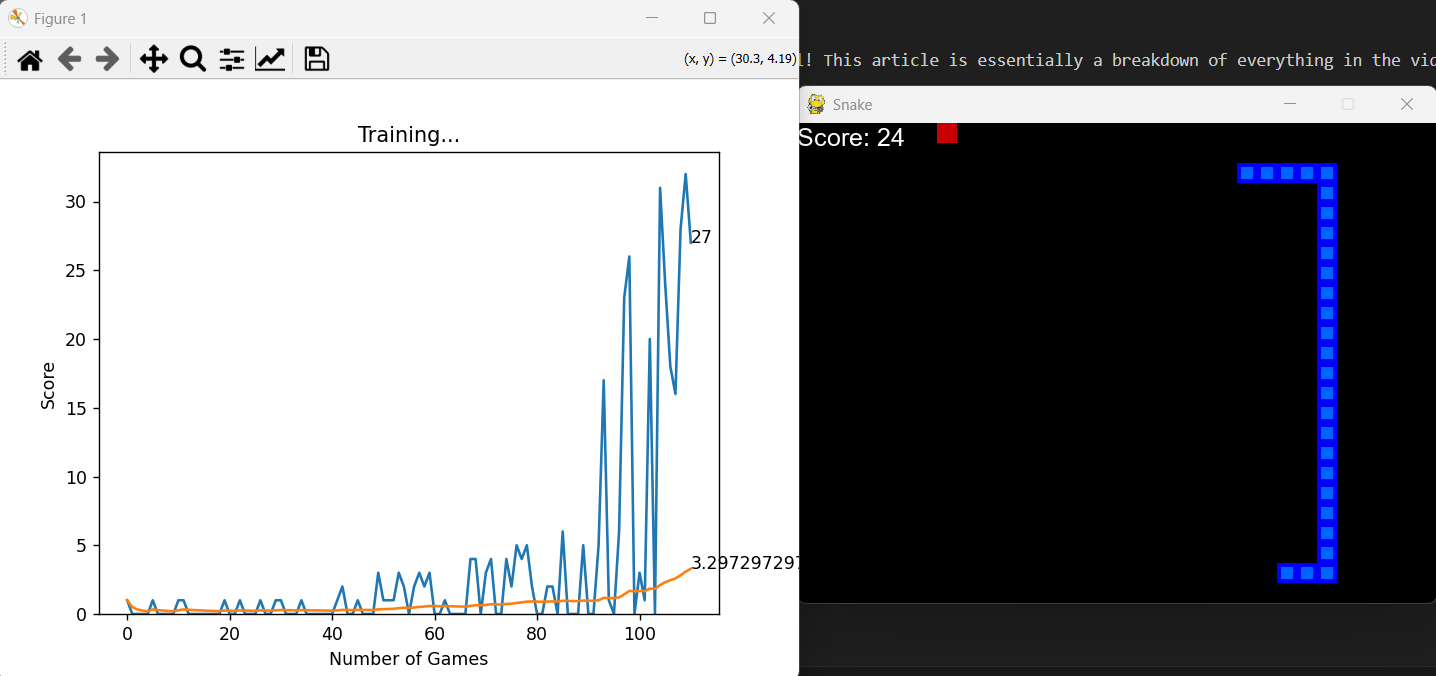 Figure 1
(x, y) = (30.3, 4.19)
! This article is essentially a breakdown of everything in the
Snake
Score: 24
Training...
30
25
20
15
10
5
0
Score
27
3.297297297
0 20 40 60 80 100
Number of Games